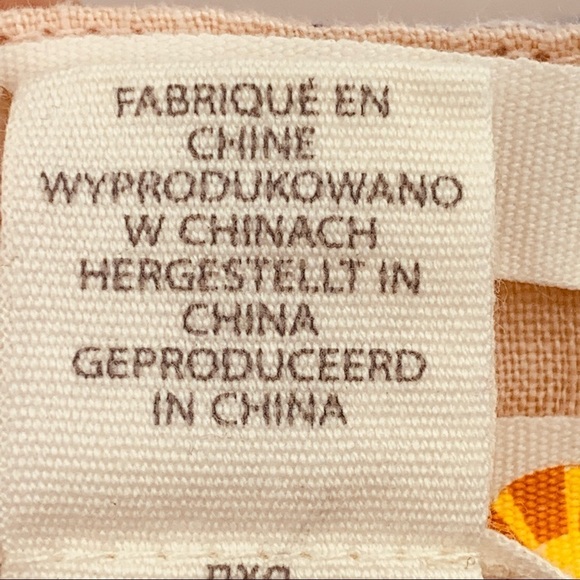 FABRIQUÉ EN
CHINE
WYPRODUKOWANO
W CHINACH
HERGESTELLT IN
CHINA
GEPRODUCEERD
IN CHINA